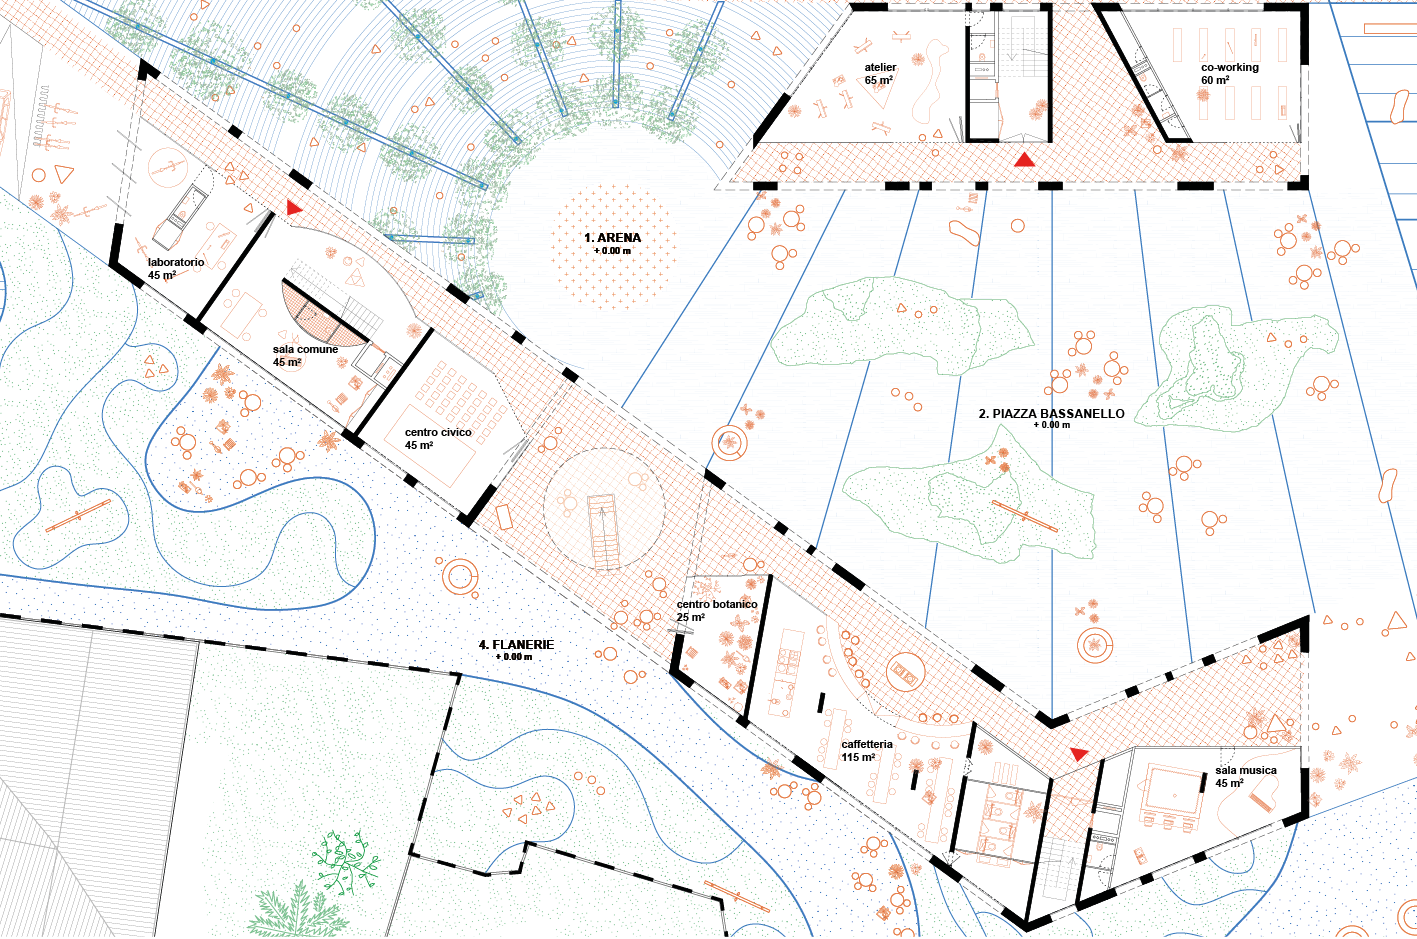 atelier
65 m²
co-working
60 m²
1. ARENA
+ 0.00 m
laboratorio
45 m²
sala comune
45 m²
centro civico
45 m²
2. PIAZZA BASSANELLO
+ 0.00 m
centro botanico
25 m²
4. FLANERIE
+ 0.00 m
caffetteria
115 m²
sala musica
45 m²